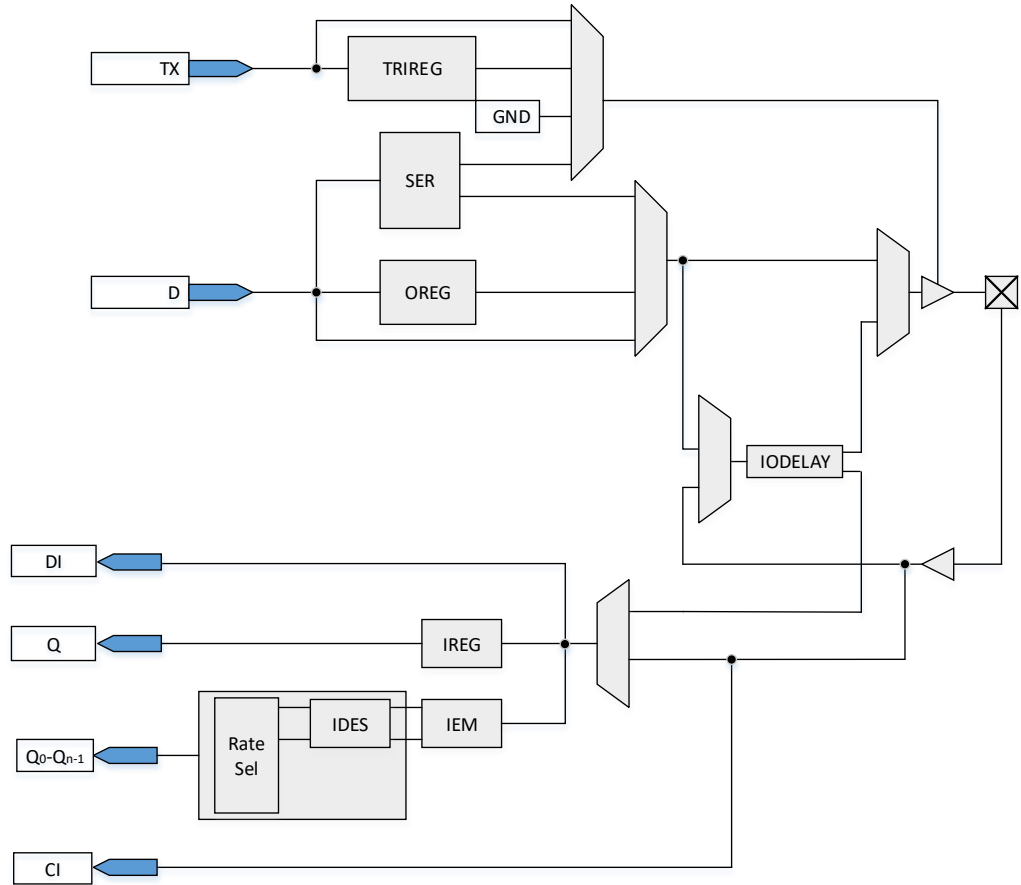 TX
TRIREG
GND
SER
D
OREG
IODELAY
DI
Q
IREG
IDES
IEM
Rate
Sel
Q0-Qn-1
CI